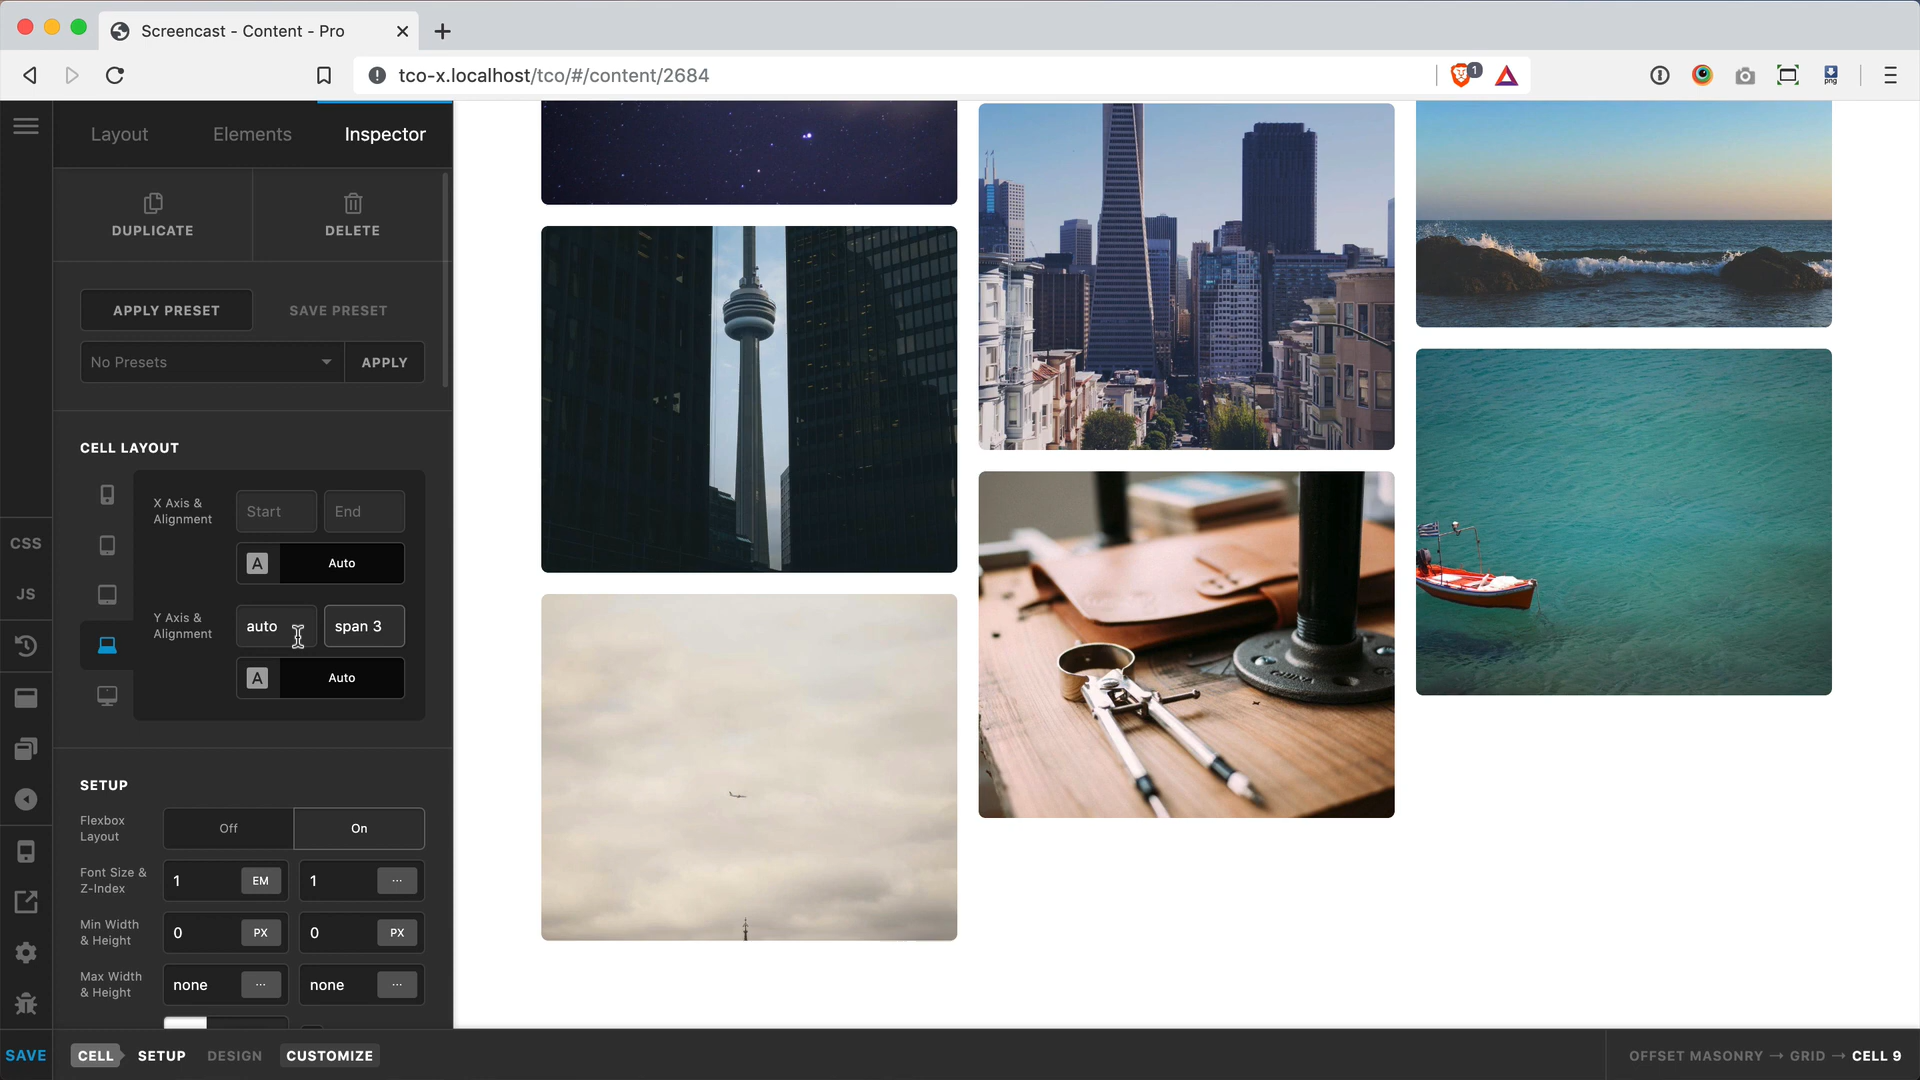 Screencast - Content - Pro
tco-x.localhost/tco/#/content/2684
1
png
Layout
Elements
Inspector
DUPLICATE
DELETE
APPLY PRESET
SAVE PRESET
No Presets
APPLY
CELL LAYOUT
X Axis &
Alignment
Start
End
A
Auto
Y Axis &
Alignment
auto
span 3
A
Auto
CSS
JS
SETUP
Flexbox
Layout
Off
On
Font Size &
Z-Index
1
EM
1
...
Min Width
& Height
0
PX
0
PX
Max Width
& Height
none
...
none
...
SAVE
CELL
SETUP
DESIGN
CUSTOMIZE
OFFSET MASONRY → GRID → CELL 9